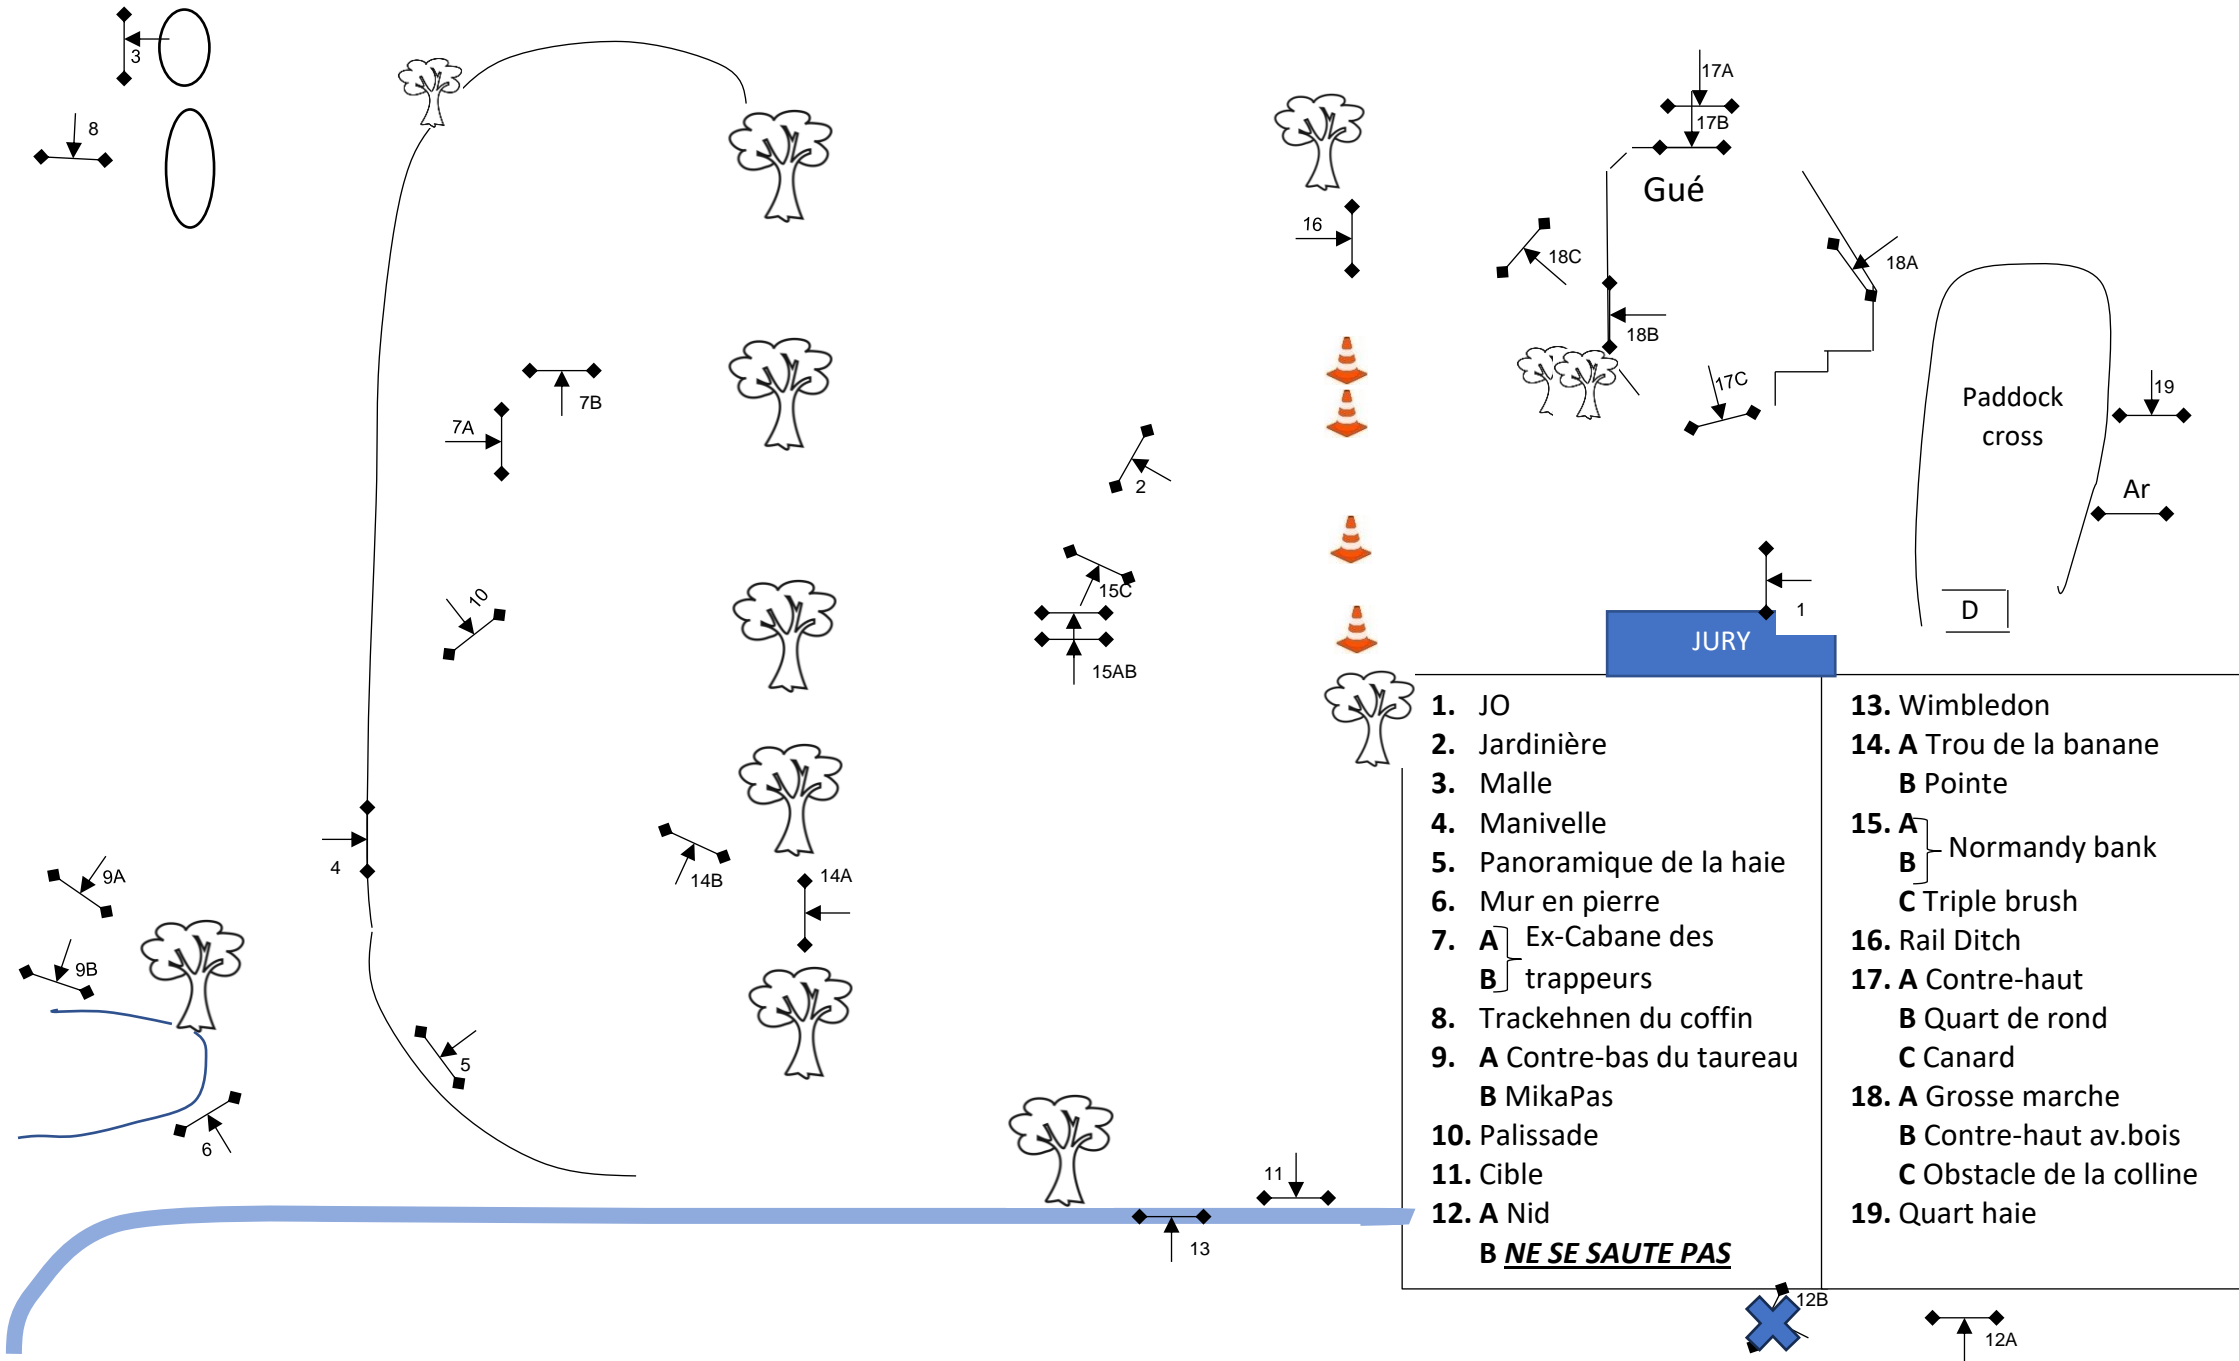 3
8
17A
17B
Gué
16
18C
18A
18B
7B
7A
17C
19
Paddock
cross
2
Ar
10
15C
15AB
1
D
JURY
4
14B
14A
9A
9B
5
6
11
13
1. JO
2. Jardinière
3. Malle
4. Manivelle
5. Panoramique de la haie
6. Mur en pierre
7. A Ex-Cabane des
B trappeurs
8. Trackehnen du coffin
9. A Contre-bas du taureau
B MikaPas
10. Palissade
11. Cible
12. A Nid
B NE SE SAUTE PAS
13. Wimbledon
14. A Trou de la banane
B Pointe
15. A
B Normandy bank
C Triple brush
16. Rail Ditch
17. A Contre-haut
B Quart de rond
C Canard
18. A Grosse marche
B Contre-haut av.bois
C Obstacle de la colline
19. Quart haie
12B
12A